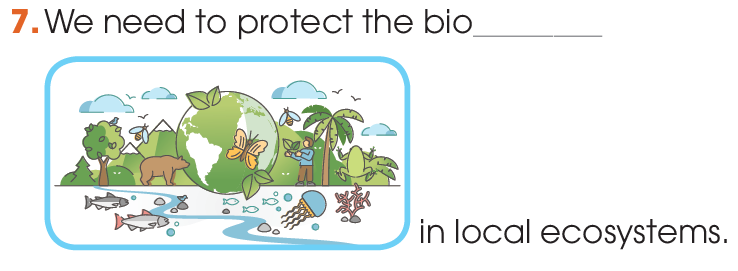 7. We need to protect the bio________
in local ecosystems.